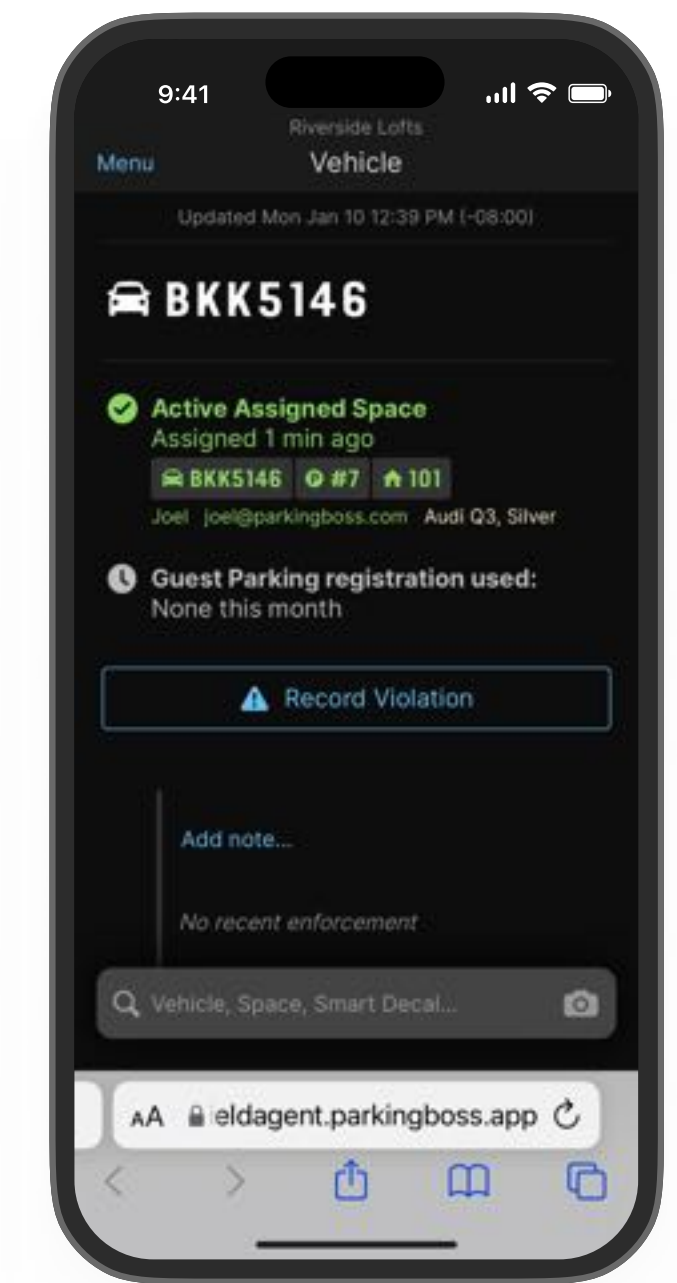 9:41
Riverside Lofts
Menu Vehicle
Updated Mon Jan 10 12:39 PM (-08:00)
BKK5146
Active Assigned Space
Assigned 1 min ago
BKK5146 #7 101
Joel joel@parkingboss.com Audi Q3, Silver
Guest Parking registration used:
None this month
Record Violation
Add note...
No recent enforcement
Vehicle, Space, Smart Decal...
AA eldagent.parkingboss.app